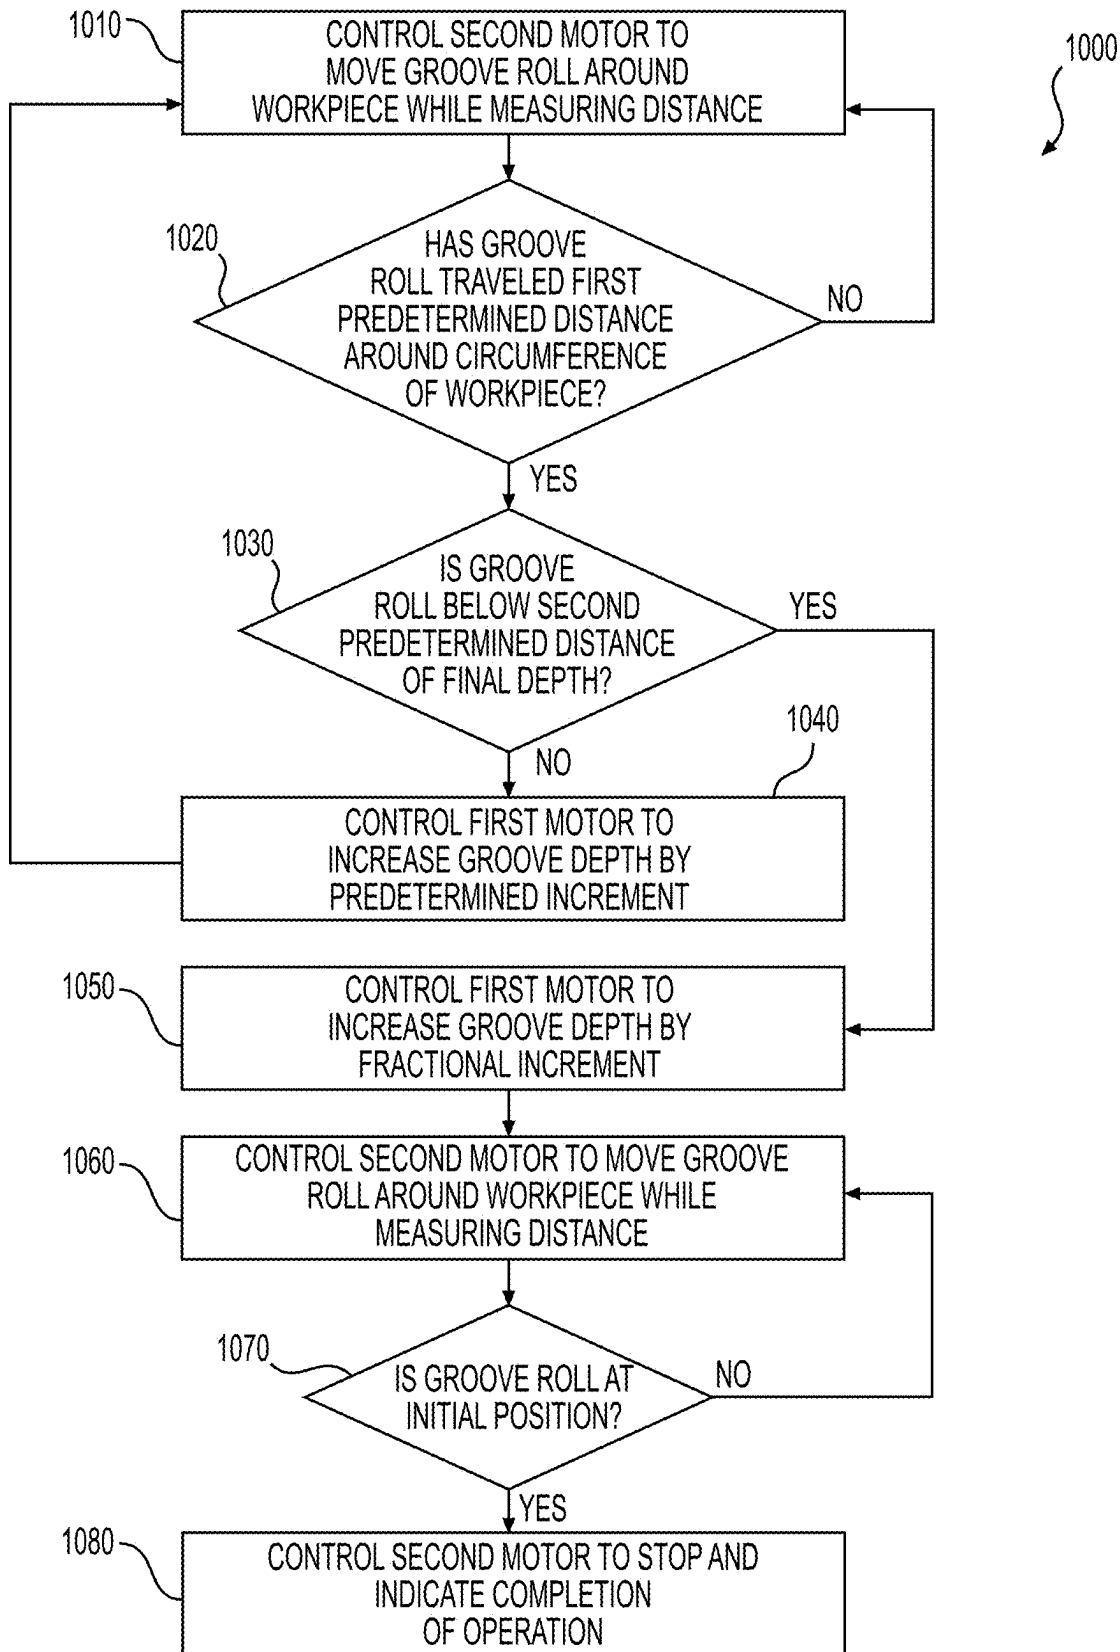 1010
CONTROL SECOND MOTOR TO
MOVE GROOVE ROLL AROUND
WORKPIECE WHILE MEASURING DISTANCE
1000
1020
HAS GROOVE
ROLL TRAVELED FIRST
PREDETERMINED DISTANCE
AROUND CIRCUMFERENCE
OF WORKPIECE?
NO
YES
1030
IS GROOVE
ROLL BELOW SECOND
PREDETERMINED DISTANCE
OF FINAL DEPTH?
YES
NO
1040
CONTROL FIRST MOTOR TO
INCREASE GROOVE DEPTH BY
PREDETERMINED INCREMENT
1050
CONTROL FIRST MOTOR TO
INCREASE GROOVE DEPTH BY
FRACTIONAL INCREMENT
1060
CONTROL SECOND MOTOR TO MOVE GROOVE
ROLL AROUND WORKPIECE WHILE
MEASURING DISTANCE
1070
IS GROOVE ROLL AT
INITIAL POSITION?
NO
YES
1080
CONTROL SECOND MOTOR TO STOP AND
INDICATE COMPLETION
OF OPERATION